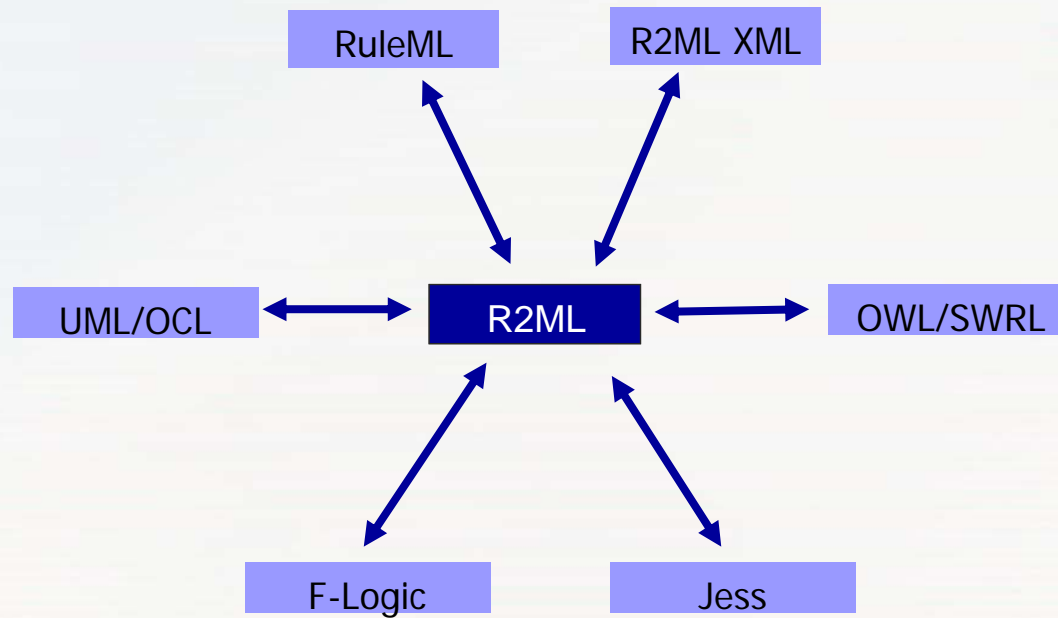 RuleML
R2ML XML
UML/OCL
R2ML
OWL/SWRL
F-Logic
Jess